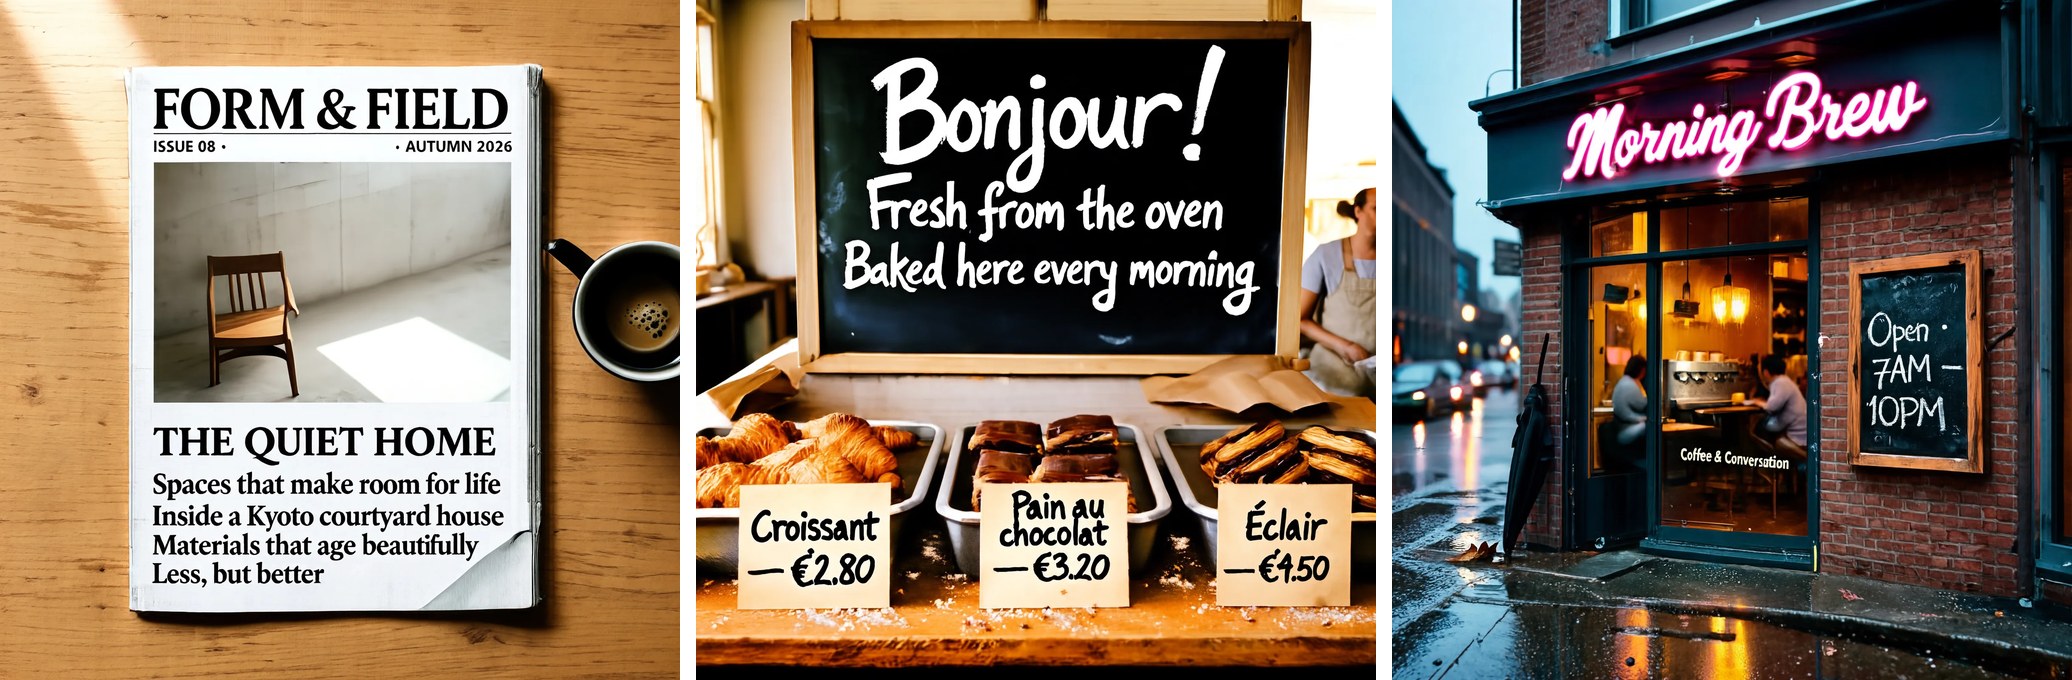 FORM & FIELD
ISSUE 08 •
• AUTUMN 2026
THE QUIET HOME
Spaces that make room for life
Inside a Kyoto courtyard house
Materials that age beautifully
Less, but better
Bonjour!
Fresh from the oven
Baked here every morning
Croissant
— €2.80
Pain au
chocolat
— €3.20
Éclair
— €4.50
Morning Brew
Coffee & Conversation
Open •
7AM —
10PM